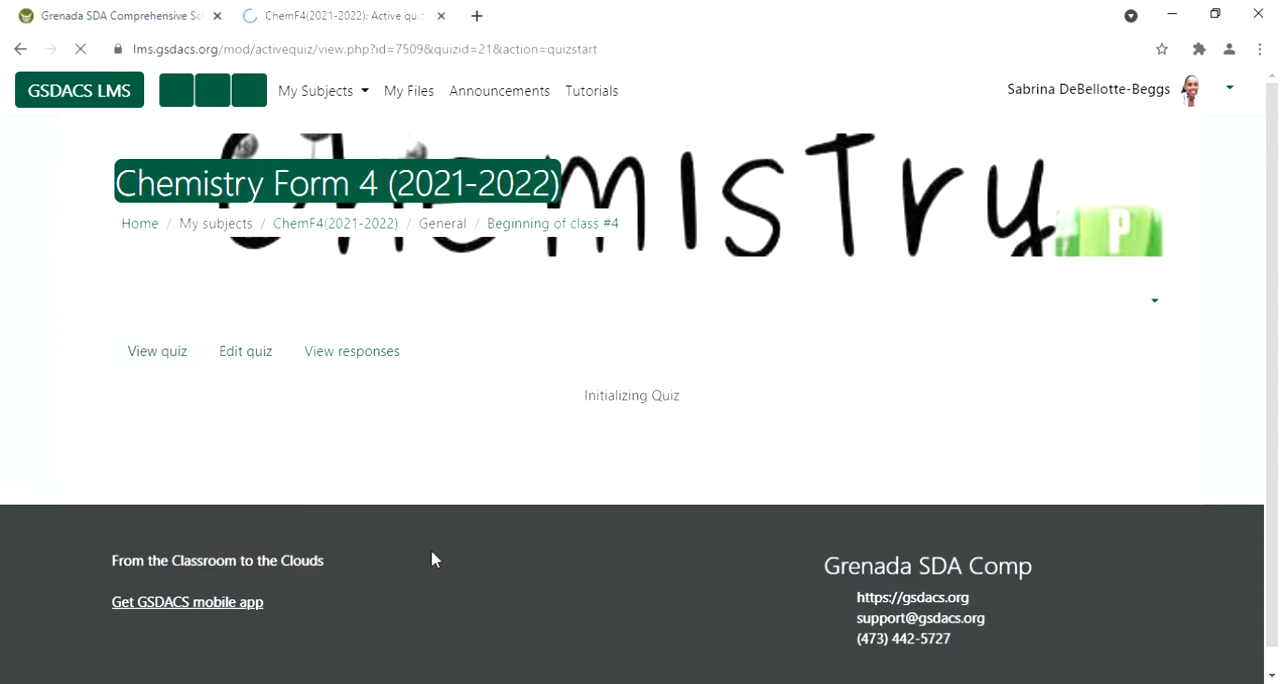 Grenada SDA Comprehensive Sc
ChemF4(2021-2022): Active qui
lms.gsdacs.org/mod/activequiz/view.php?id=7509&quizid=21&action=quizstart
GSDACS LMS
My Subjects
My Files
Announcements
Tutorials
Sabrina DeBellotte-Beggs
Chemistry
Chemistry Form 4 (2021-2022)
P
Home / My subjects / ChemF4(2021-2022) / General / Beginning of class #4
View quiz
Edit quiz
View responses
Initializing Quiz
From the Classroom to the Clouds
Get GSDACS mobile app
Grenada SDA Comp
https://gsdacs.org
support@gsdacs.org
(473) 442-5727